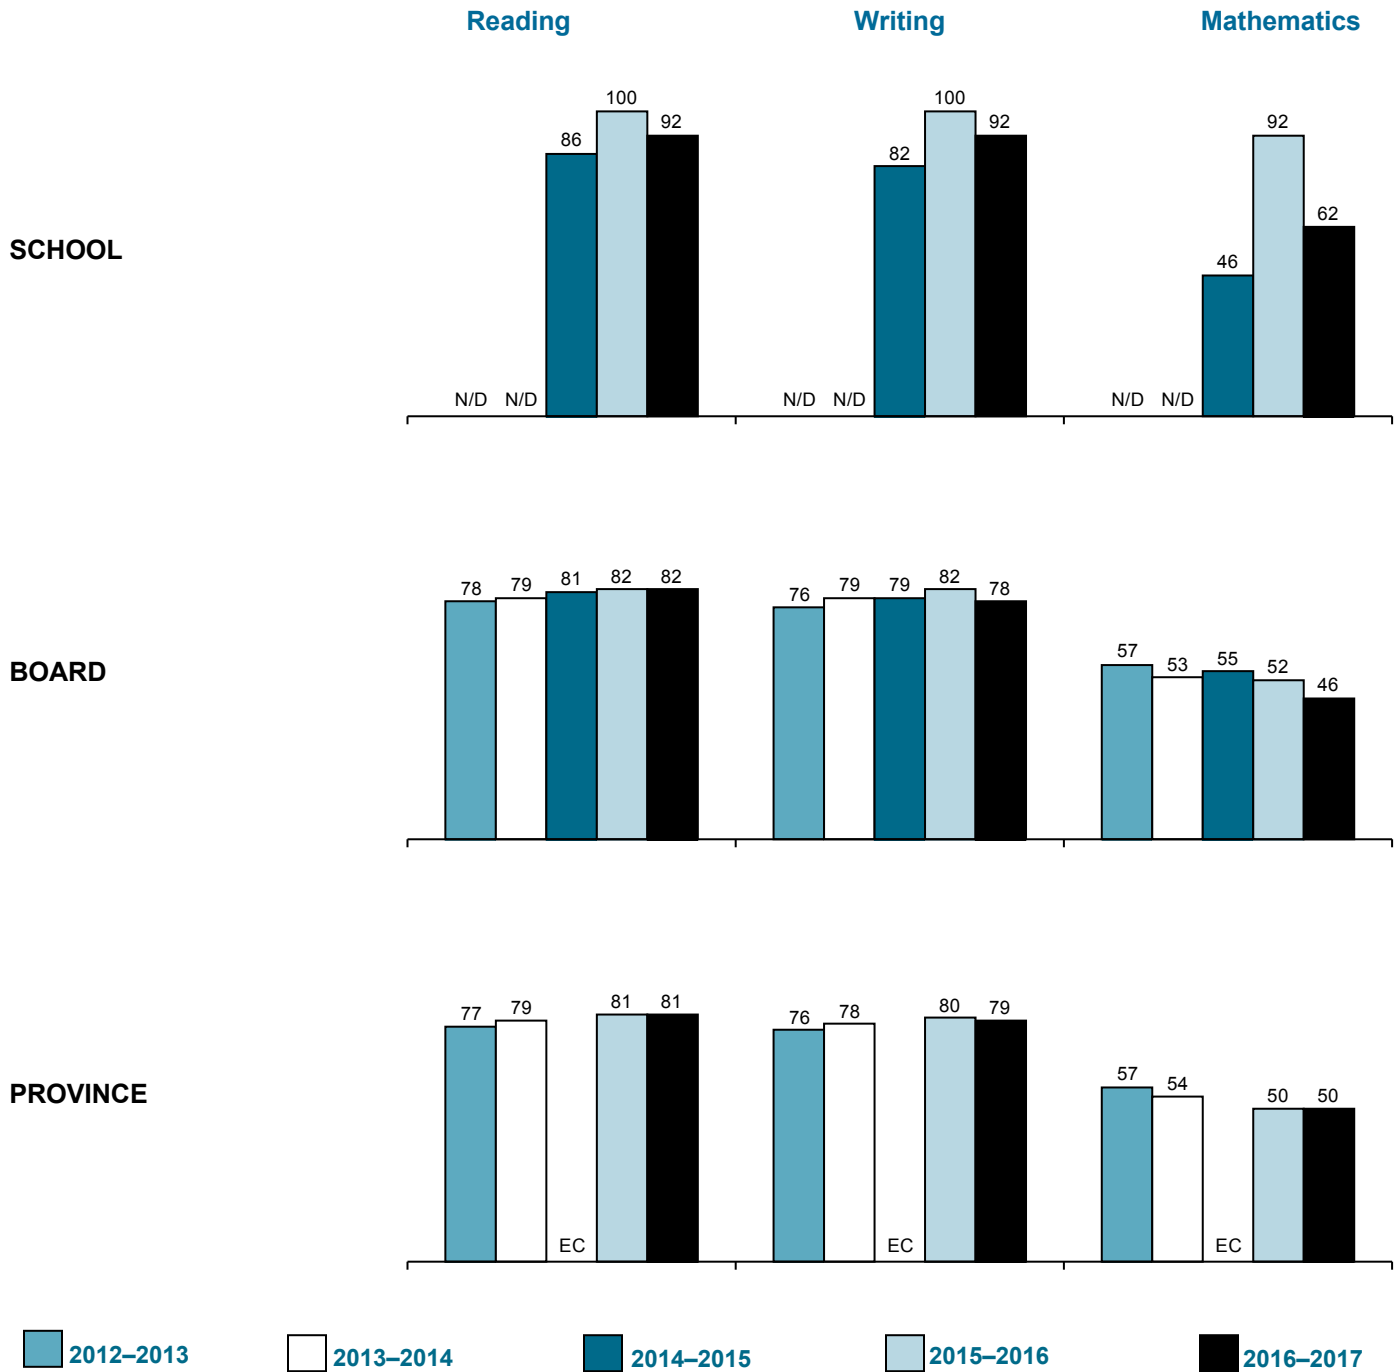 Reading Writing Mathematics
100 100
92 92 92
86
82
62
SCHOOL
46
N/D N/D N/D N/D N/D N/D
78 79 81 82 82 76 79 79 82 78
57 53 55 52 46
BOARD
77 79 81 81 76 78 80 79
57 54 50 50
PROVINCE
EC EC EC
2012–2013 2013–2014 2014–2015 2015–2016 2016–2017